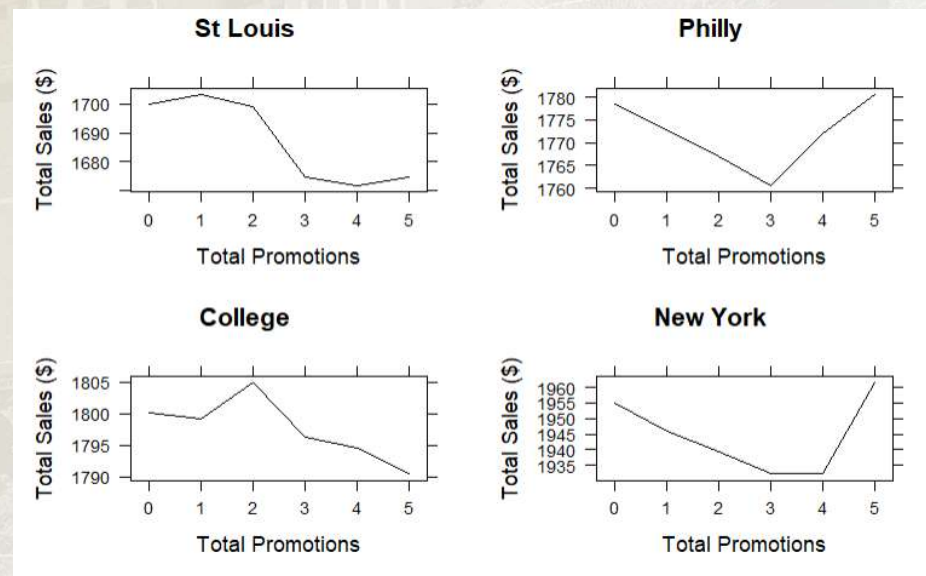 St Louis
Total Sales ($)
1700
1690
1680
0 1 2 3 4 5
Total Promotions
Philly
Total Sales ($)
1780
1775
1770
1765
1760
0 1 2 3 4 5
Total Promotions
College
Total Sales ($)
1805
1800
1795
1790
0 1 2 3 4 5
Total Promotions
New York
Total Sales ($)
1960
1955
1950
1945
1940
1935
0 1 2 3 4 5
Total Promotions